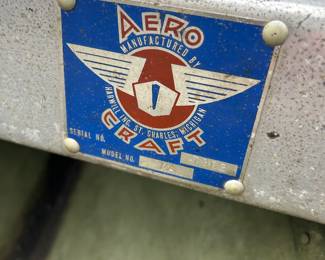 AERO
MANUFACTURED BY
HARWILL INC. ST. CHARLES, MICHIGAN
CRAFT
SERIAL NO.
MODEL NO.